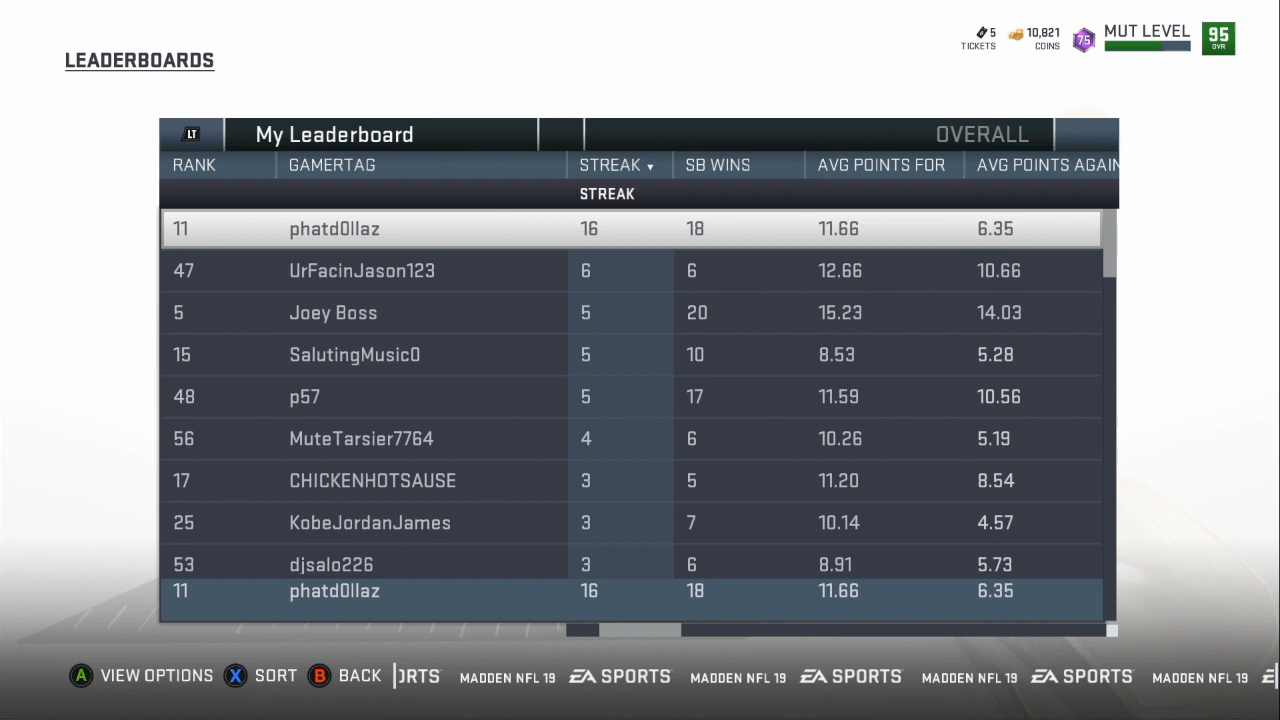 LEADERBOARDS
5 TICKETS 10,821 COINS 75 MUT LEVEL 95 OVR
LT My Leaderboard OVERALL
RANK GAMERTAG STREAK ▼ SB WINS AVG POINTS FOR AVG POINTS AGAIN
STREAK
11 phatd0llaz 16 18 11.66 6.35
47 UrFacinJason123 6 6 12.66 10.66
5 Joey Boss 5 20 15.23 14.03
15 SalutingMusic0 5 10 8.53 5.28
48 p57 5 17 11.59 10.56
56 MuteTarsier7764 4 6 10.26 5.19
17 CHICKENHOTSAUSE 3 5 11.20 8.54
25 KobeJordanJames 3 7 10.14 4.57
53 djsalo226 3 6 8.91 5.73
11 phatd0llaz 16 18 11.66 6.35
A VIEW OPTIONS X SORT B BACK ORTS MADDEN NFL 19 EA SPORTS MADDEN NFL 19 EA SPORTS MADDEN NFL 19 EA SPORTS MADDEN NFL 19 E